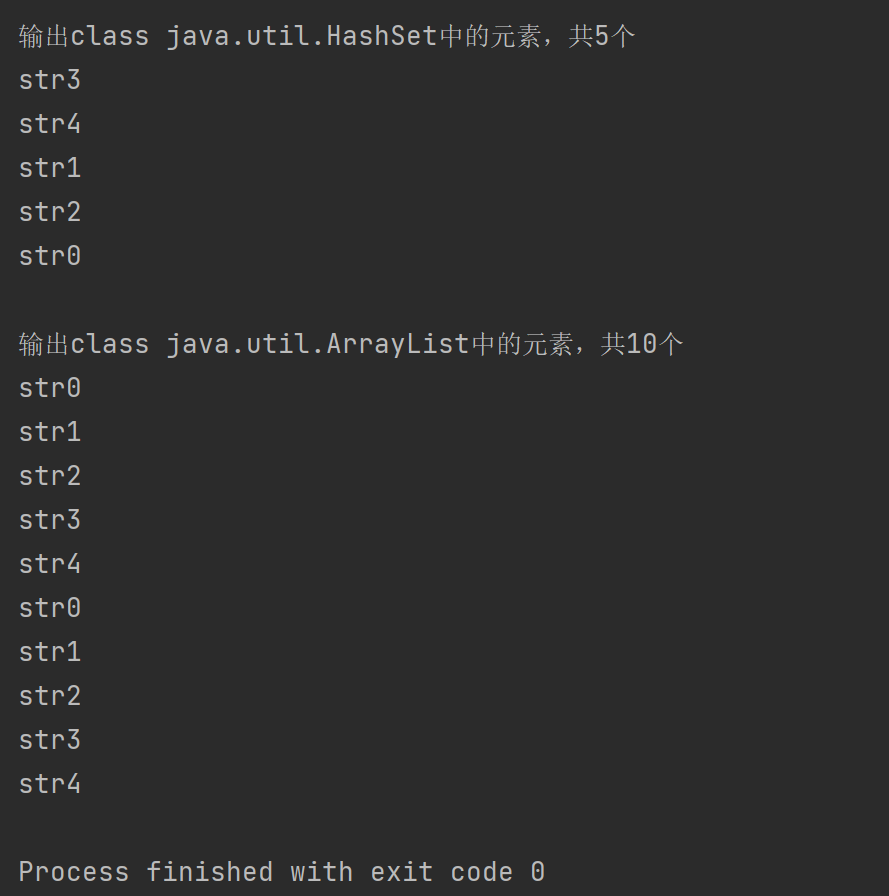 输出class java.util.HashSet中的元素，共5个
str3
str4
str1
str2
str0
输出class java.util.ArrayList中的元素，共10个
str0
str1
str2
str3
str4
str0
str1
str2
str3
str4
Process finished with exit code 0